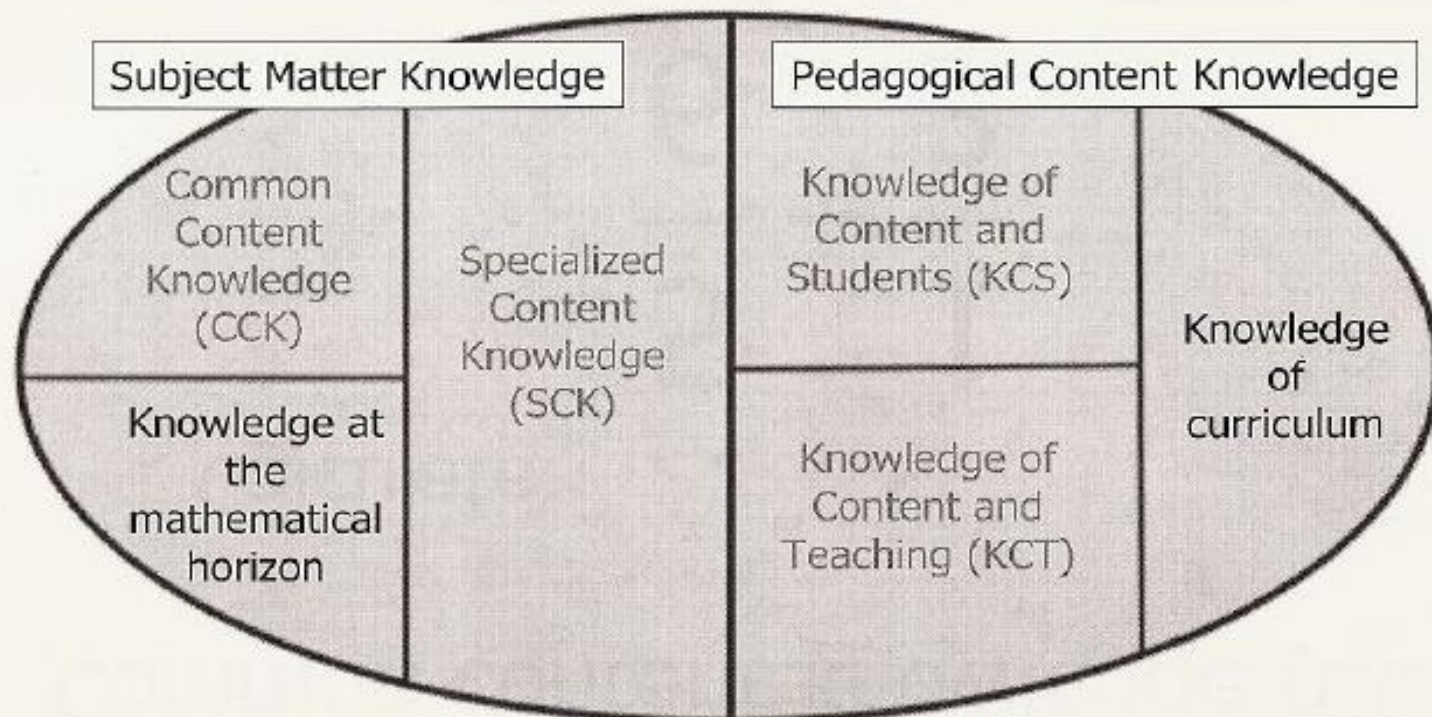 Subject Matter Knowledge
Pedagogical Content Knowledge
Common
Content
Knowledge
(CCK)
Knowledge at
the
mathematical
horizon
Specialized
Content
Knowledge
(SCK)
Knowledge of
Content and
Students (KCS)
Knowledge of
Content and
Teaching (KCT)
Knowledge
of
curriculum